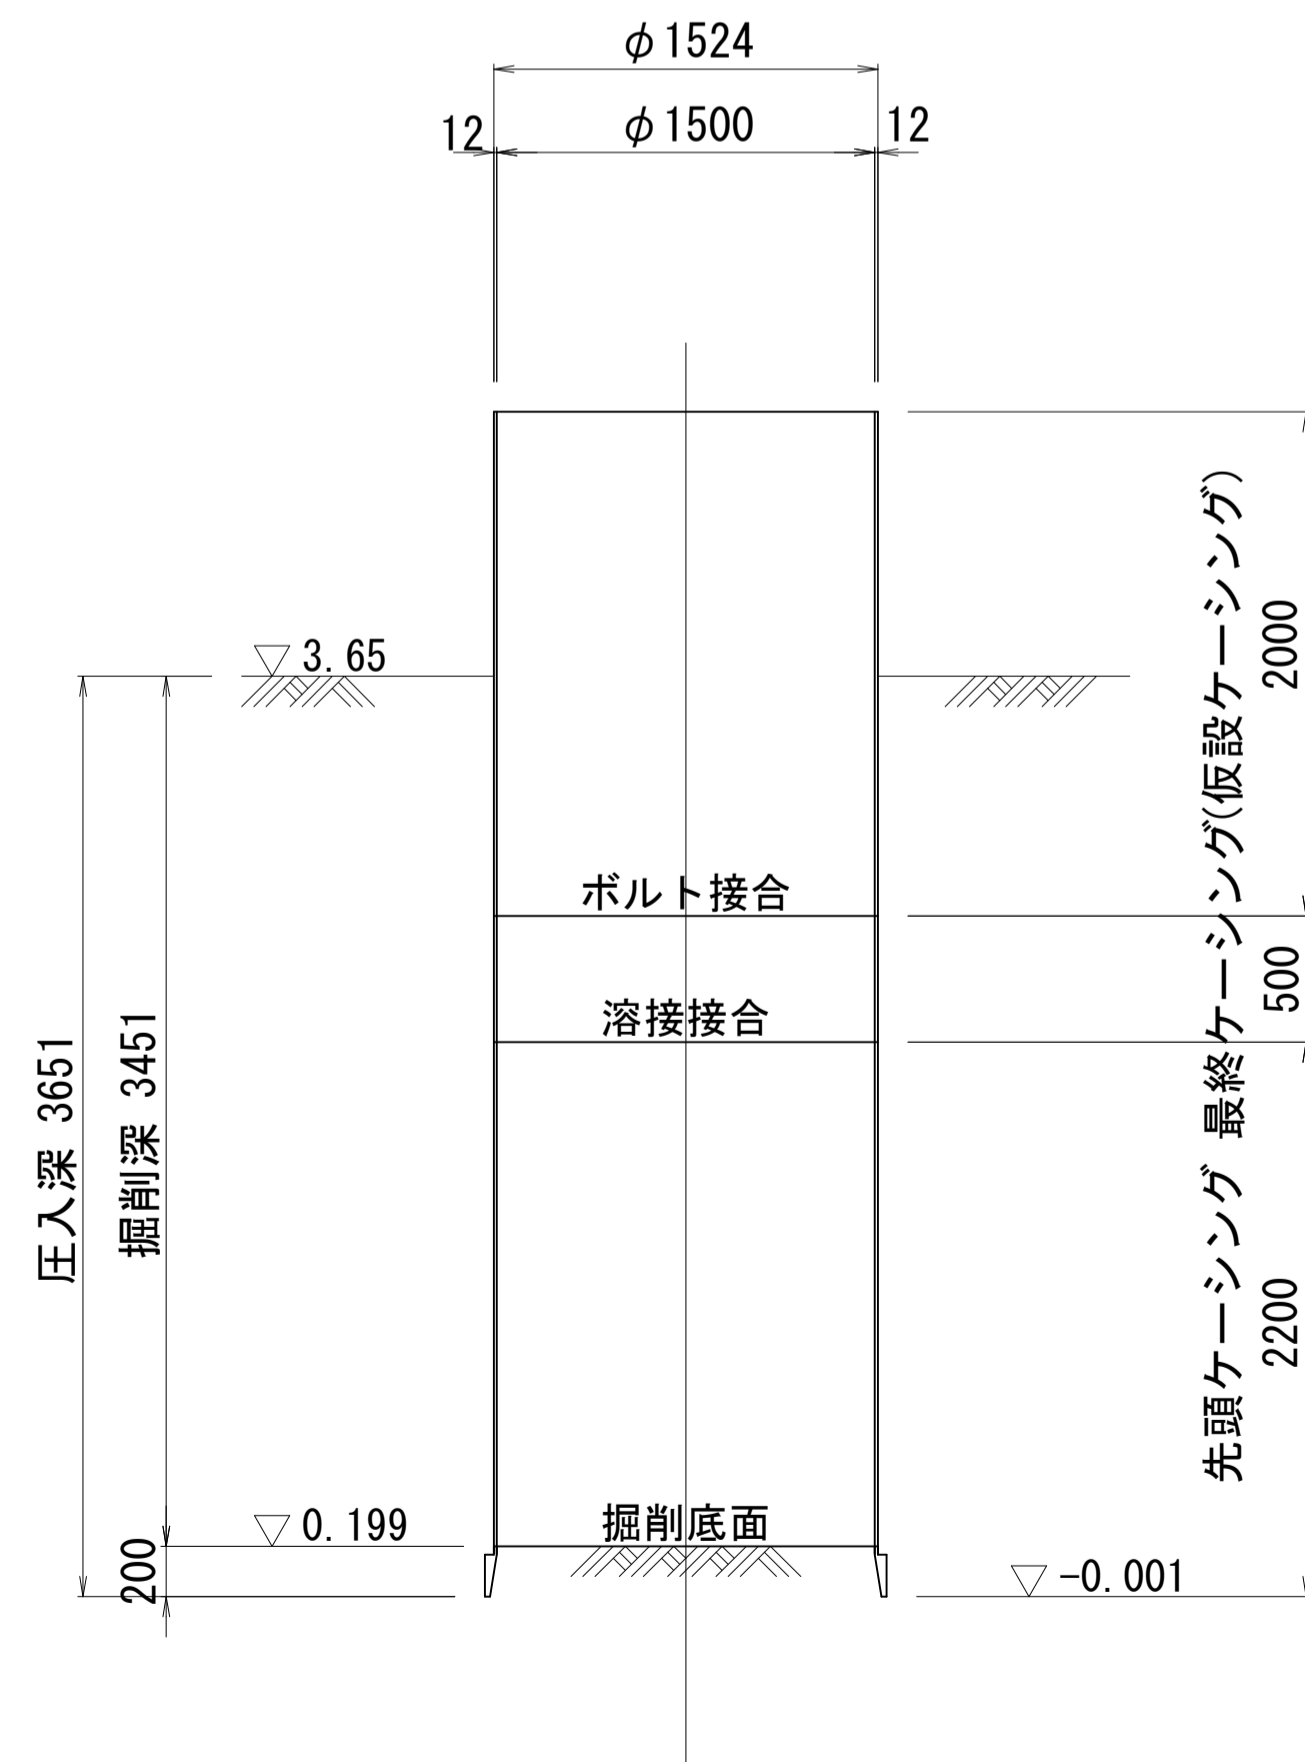 φ1524
12
φ1500
12
3.65
ボルト接合
溶接接合
掘削底面
0.199
-0.001
圧入深 3651
掘削深 3451
200
先頭ケーシング 最終ケーシング(仮設ケーシング)
2000
500
2200